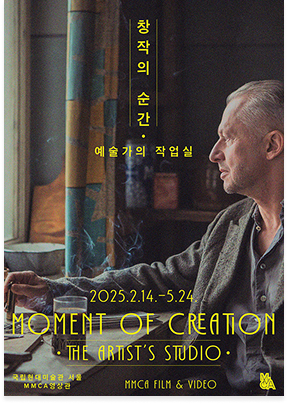 창작의 순간•
예술가의 작업실
2025.2.14.–5.24.
MOMENT OF CREATION
•THE ARTIST'S STUDIO•
국립현대미술관 서울
MMCA영상관
MMCA FILM & VIDEO